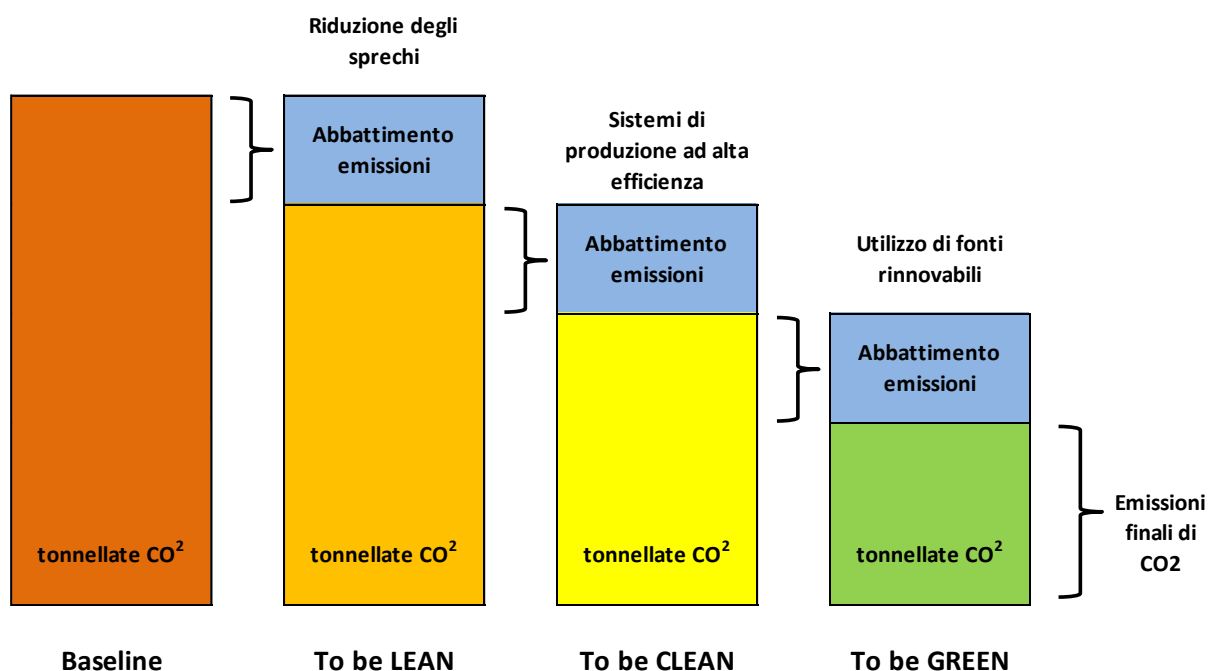 Riduzione degli
sprechi
Abbattimento
emissioni
Sistemi di
produzione ad alta
efficienza
Abbattimento
emissioni
Utilizzo di fonti
rinnovabili
Abbattimento
emissioni
tonnellate CO²
tonnellate CO²
tonnellate CO²
tonnellate CO²
Emissioni
finali di
CO2
Baseline
To be LEAN
To be CLEAN
To be GREEN